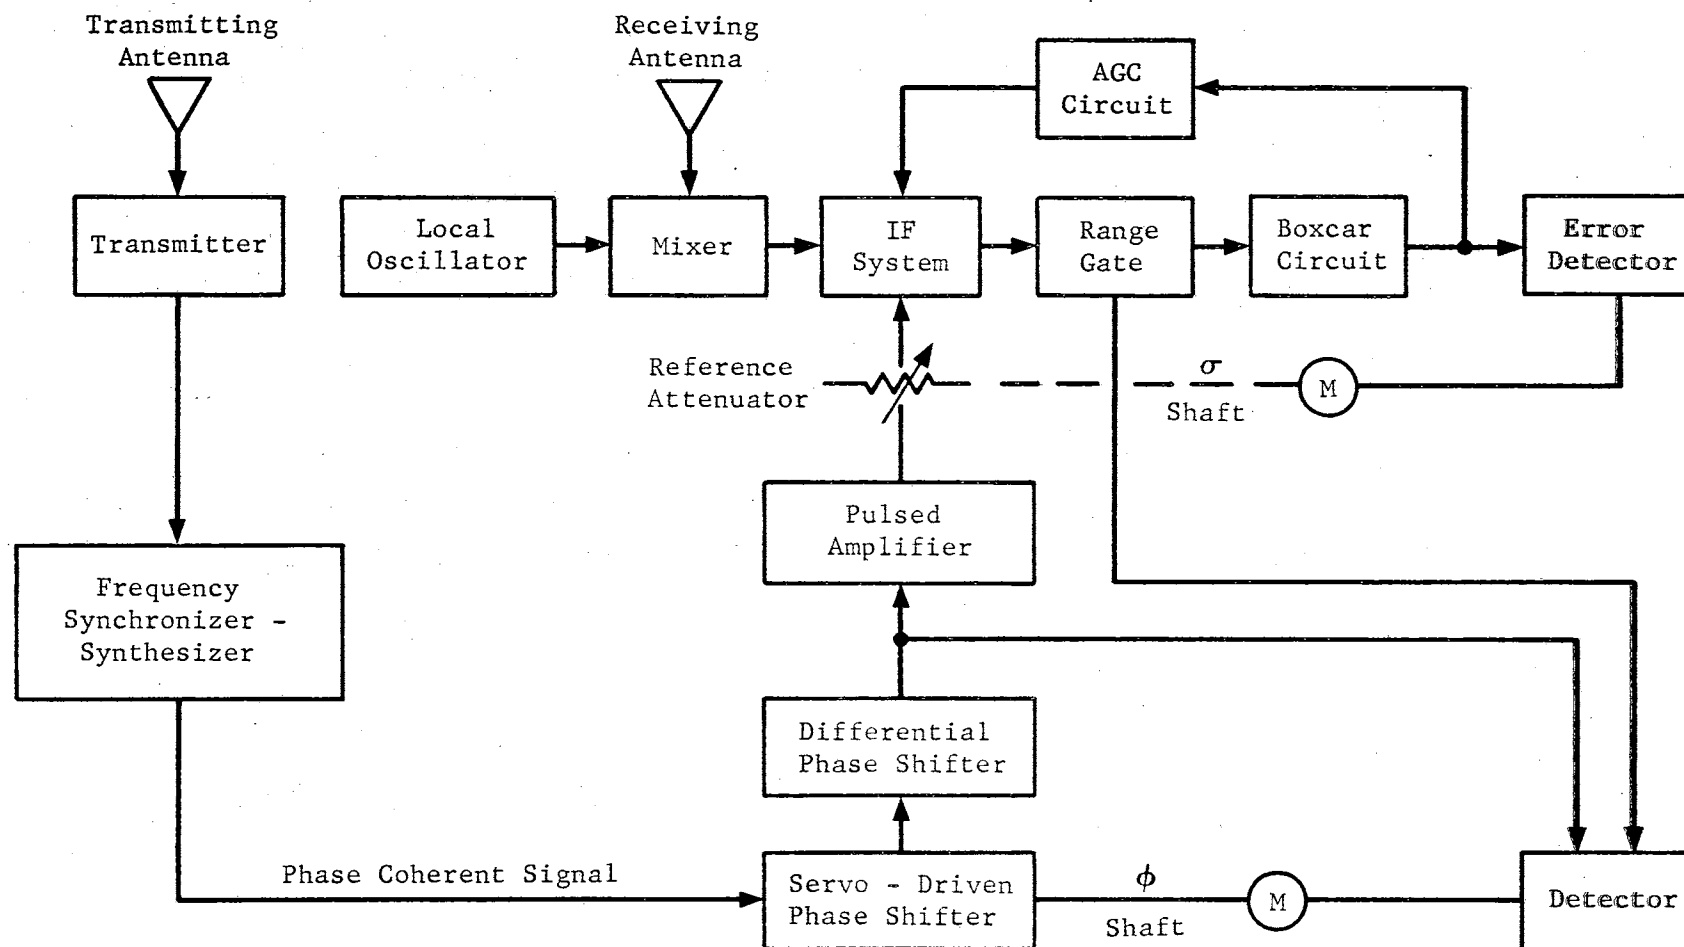 Transmitting
Antenna
Receiving
Antenna
AGC
Circuit
Transmitter
Local
Oscillator
Mixer
IF
System
Range
Gate
Boxcar
Circuit
Error
Detector
Reference
Attenuator
σ
Shaft
M
Pulsed
Amplifier
Frequency
Synchronizer -
Synthesizer
Differential
Phase Shifter
Phase Coherent Signal
Servo - Driven
Phase Shifter
ϕ
Shaft
M
Detector